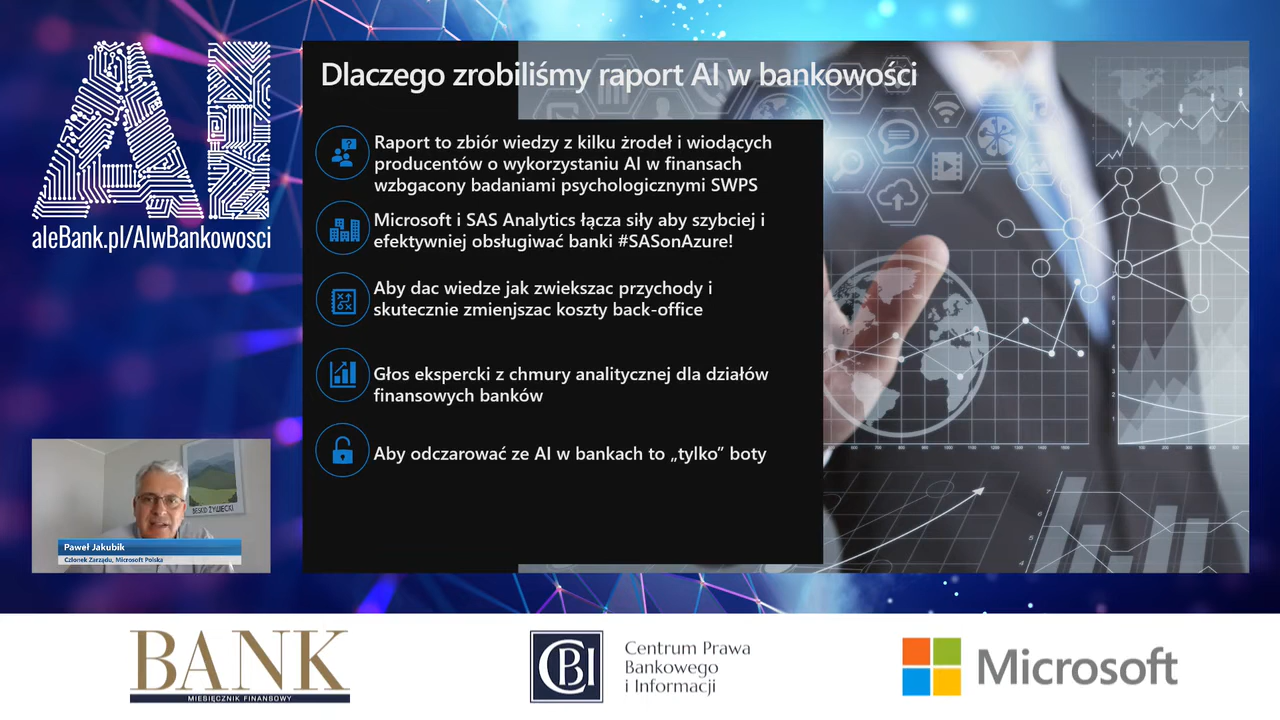 AI
aleBank.pl/AIwBankowosci
Dlaczego zrobiliśmy raport AI w bankowości
Raport to zbiór wiedzy z kilku żrodeł i wiodących
producentów o wykorzystaniu AI w finansach
wzbgacony badaniami psychologicznymi SWPS
Microsoft i SAS Analytics łącza siły aby szybciej i
efektywniej obsługiwać banki #SASonAzure!
Aby dac wiedze jak zwiekszac przychody i
skutecznie zmienjszac koszty back-office
Głos ekspercki z chmury analitycznej dla działów
finansowych banków
Aby odczarować ze AI w bankach to „tylko” boty
BESKID ŻYWIECKI
Paweł Jakubik
Członek Zarządu, Microsoft Polska
BANK
MIESIĘCZNIK FINANSOWY
CPBiI
Centrum Prawa
Bankowego
i Informacji
Microsoft